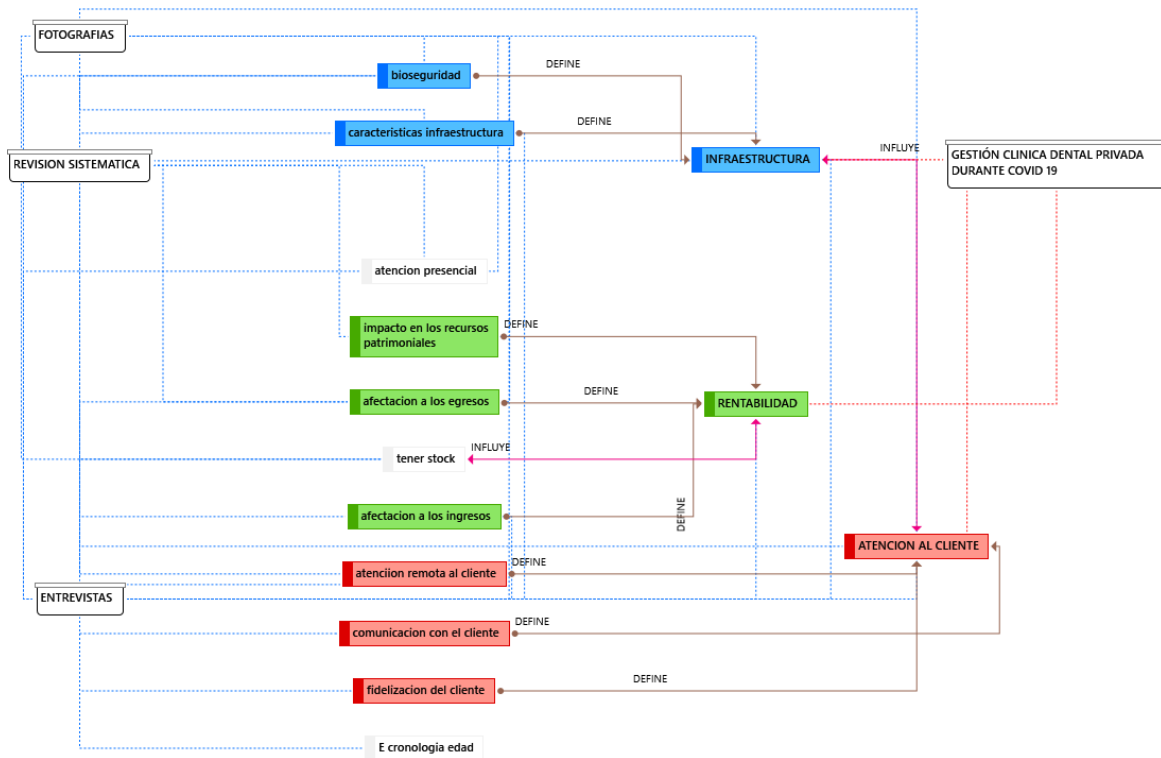 FOTOGRAFIAS
bioseguridad
DEFINE
caracteristicas infraestructura
DEFINE
REVISION SISTEMATICA
INFRAESTRUCTURA
INFLUYE
GESTIÓN CLINICA DENTAL PRIVADA
DURANTE COVID 19
atencion presencial
impacto en los recursos
patrimoniales
DEFINE
afectacion a los egresos
DEFINE
RENTABILIDAD
tener stock
INFLUYE
afectacion a los ingresos
DEFINE
ATENCION AL CLIENTE
atenciion remota al cliente
DEFINE
ENTREVISTAS
comunicacion con el cliente
DEFINE
fidelizacion del cliente
DEFINE
E cronologia edad